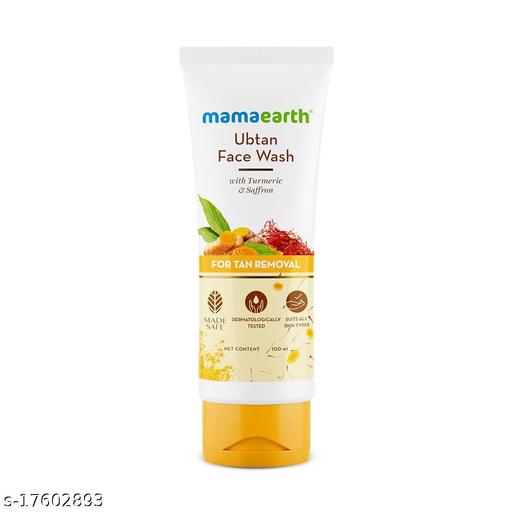 mamaearth®
Ubtan
Face Wash
with Turmeric
& Saffron
FOR TAN REMOVAL
MADE
SAFE
DERMATOLOGICALLY
TESTED
SUITS ALL
SKIN TYPES
NET CONTENT 100 ml
s-17602893